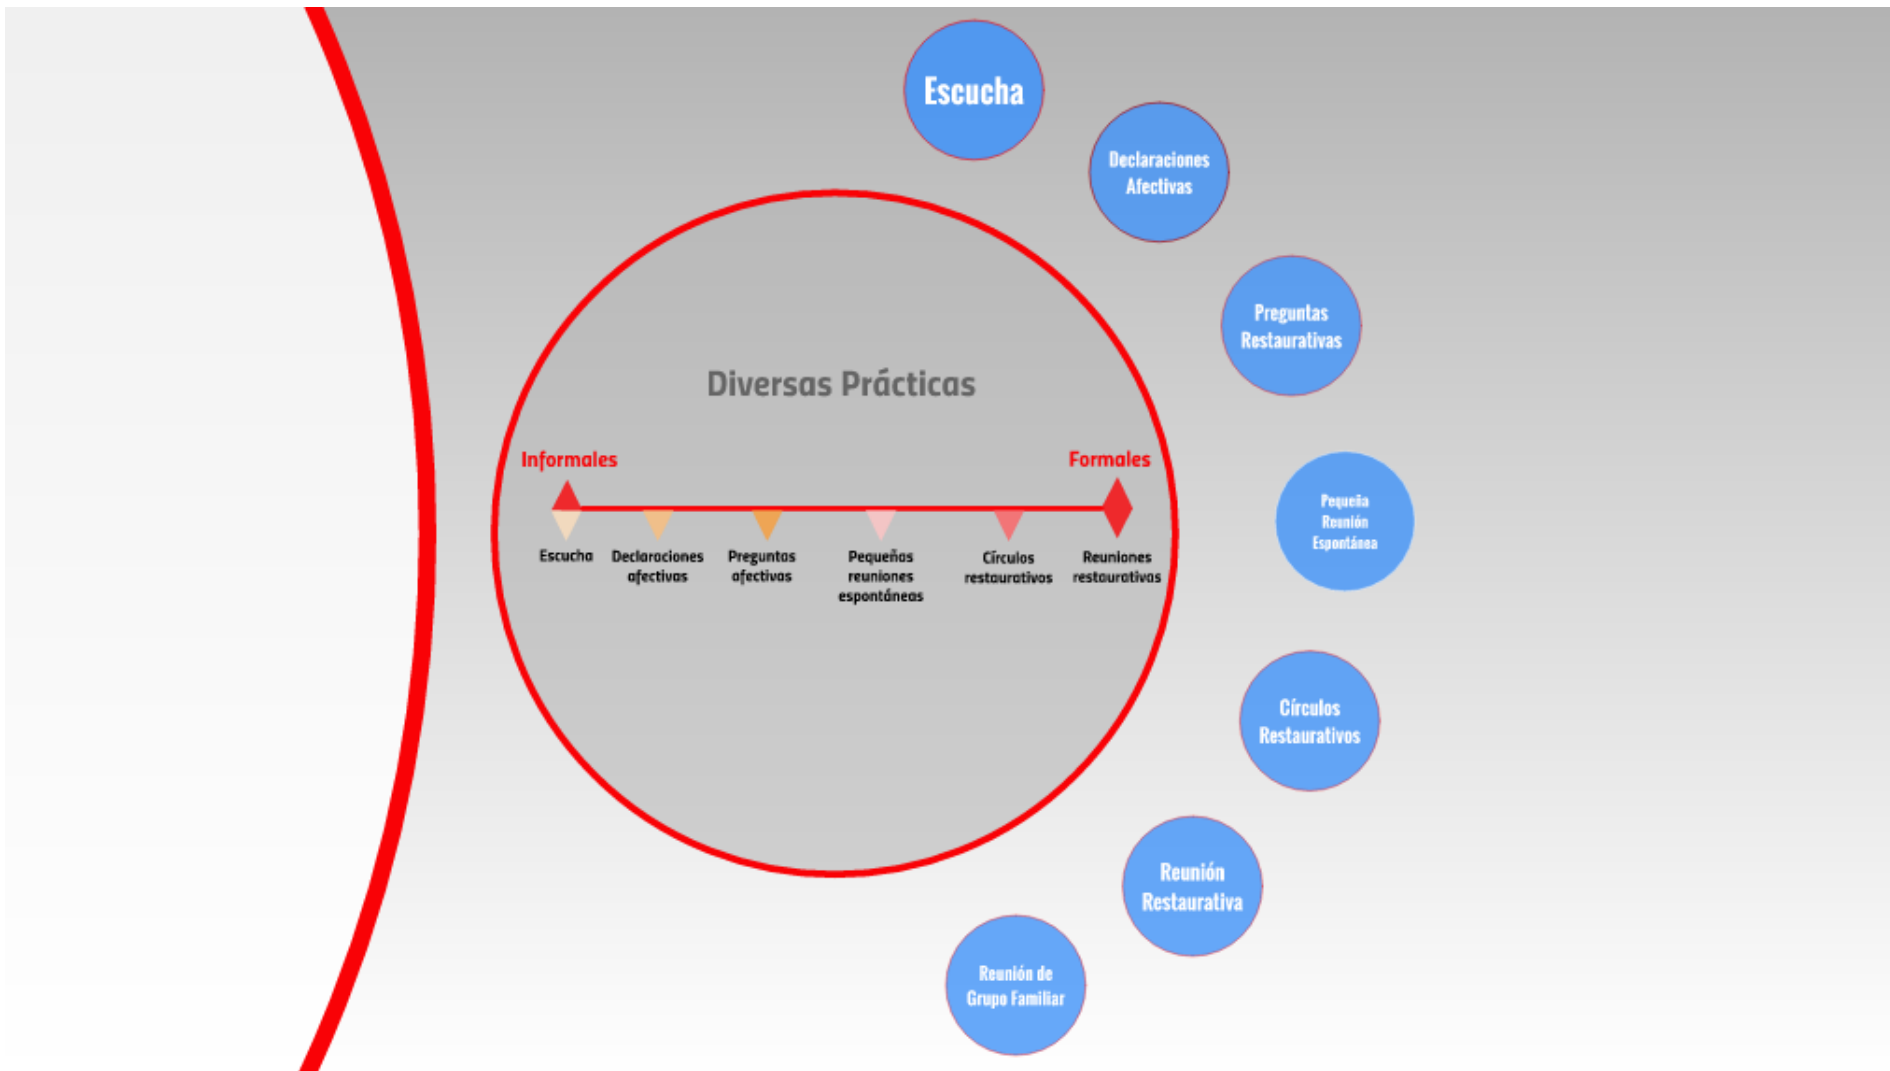 Diversas Prácticas
Informales
Formales
Escucha
Declaraciones
afectivas
Preguntas
afectivas
Pequeñas
reuniones
espontáneas
Círculos
restaurativos
Reuniones
restaurativas
Escucha
Declaraciones
Afectivas
Preguntas
Restaurativas
Pequeña
Reunión
Espontánea
Círculos
Restaurativos
Reunión
Restaurativa
Reunión de
Grupo Familiar